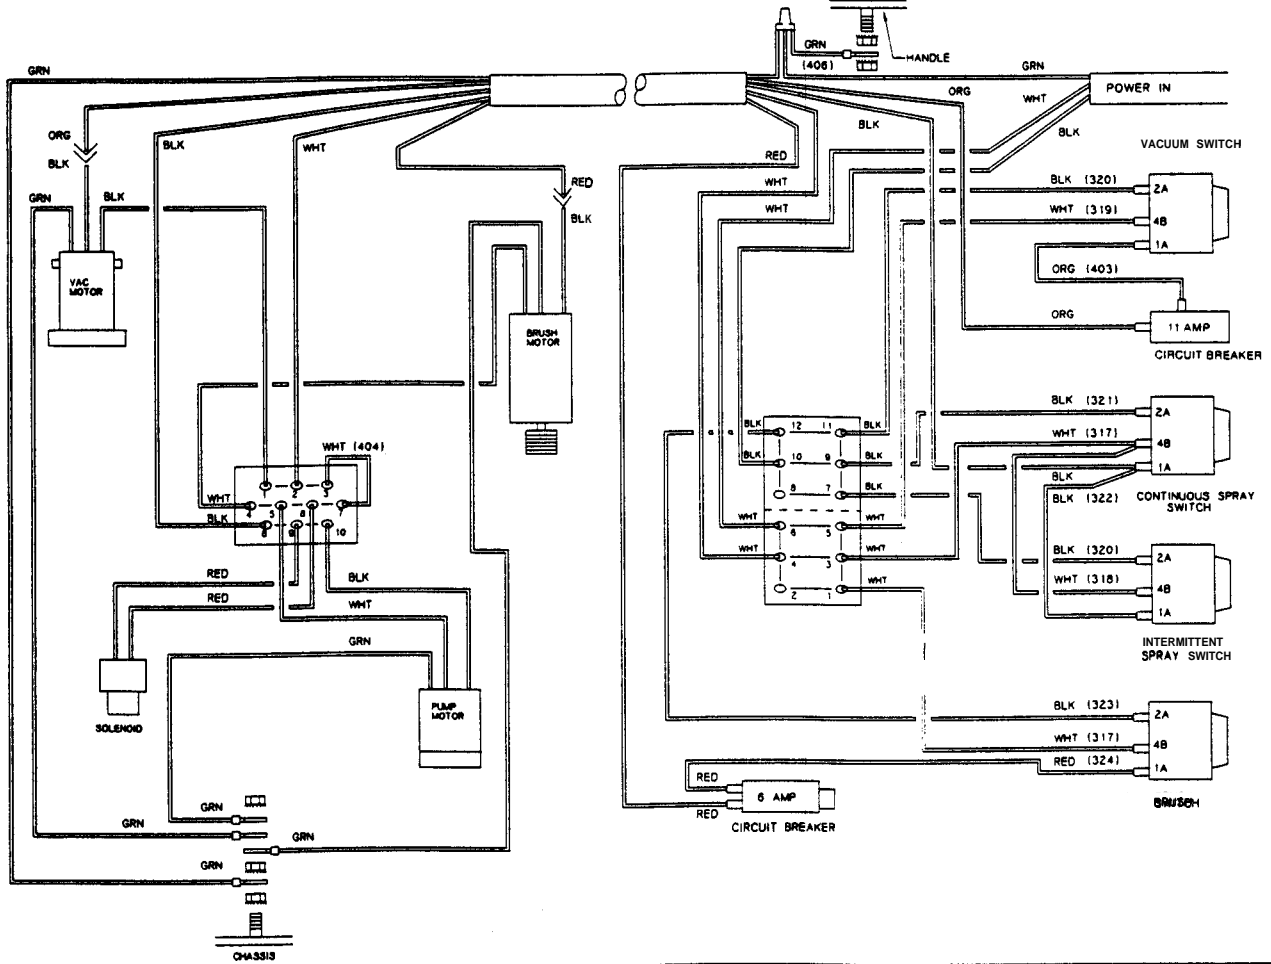 GRN
(406)
HANDLE
GRN
GRN
ORG
WHT
POWER IN
ORG
BLK
BLK
WHT
BLK
BLK
VACUUM SWITCH
RED
BLK
RED
WHT
BLK (320)
2A
GRN
BLK
BLK
WHT
WHT (319)
4B
1A
VAC
MOTOR
ORG (403)
BRUSH
MOTOR
ORG
11 AMP
CIRCUIT BREAKER
BLK (321)
2A
WHT (404)
BLK
12
11
BLK
WHT (317)
4B
BLK
10
9
BLK
1A
BLK
1
2
3
8
7
BLK
BLK (322)
CONTINUOUS SPRAY
SWITCH
WHT
4
5
6
7
BLK
8
9
10
WHT
6
5
WHT
WHT
4
3
WHT
BLK (320)
2A
RED
BLK
2
1
WHT
WHT (318)
4B
RED
WHT
1A
GRN
INTERMITTENT
SPRAY SWITCH
SOLENOID
PUMP
MOTOR
BLK (323)
2A
WHT (317)
4B
RED (324)
1A
RED
6 AMP
RED
CIRCUIT BREAKER
BRUSH
GRN
GRN
GRN
GRN
CHASSIS